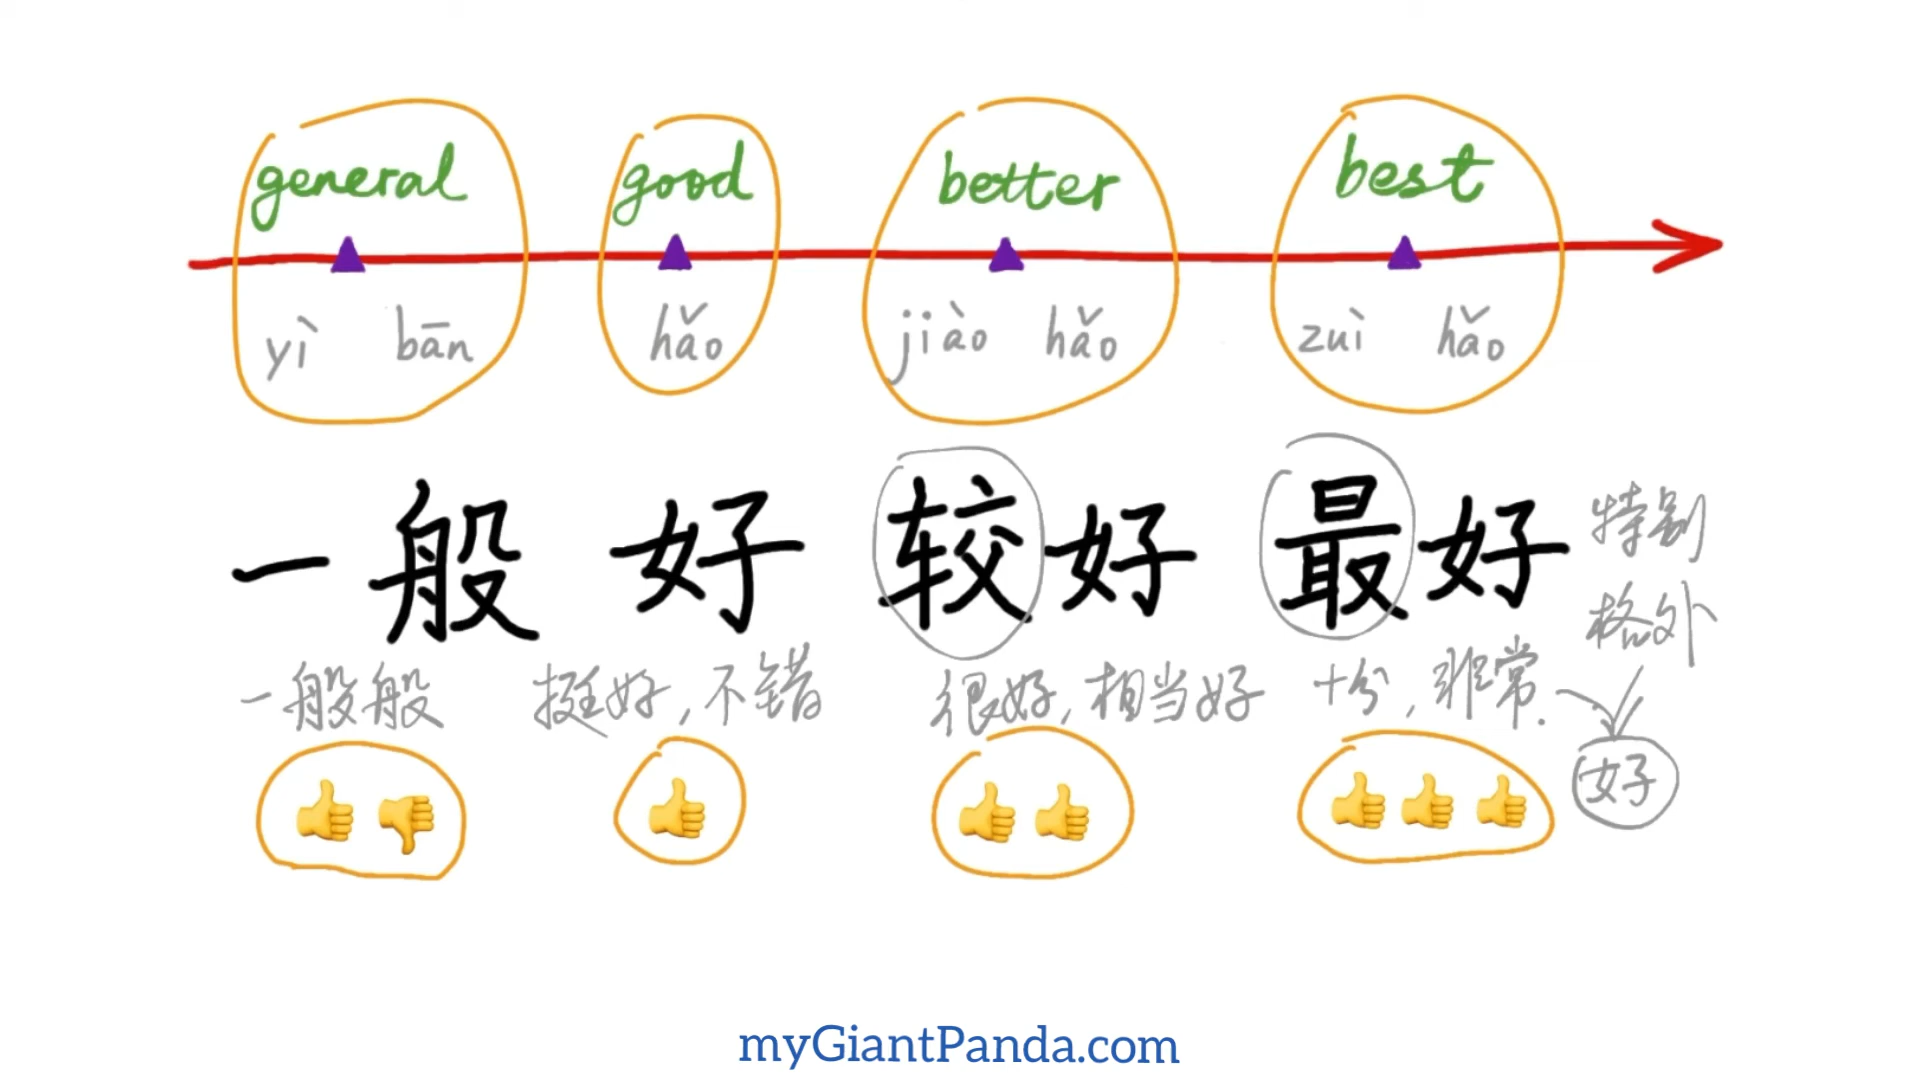 general good better best
yì bān hǎo jiào hǎo zuì hǎo
一般 好 较好 最好 特别
格外
一般般 挺好,不错 很好,相当好 十分,非常.
好
myGiantPanda.com